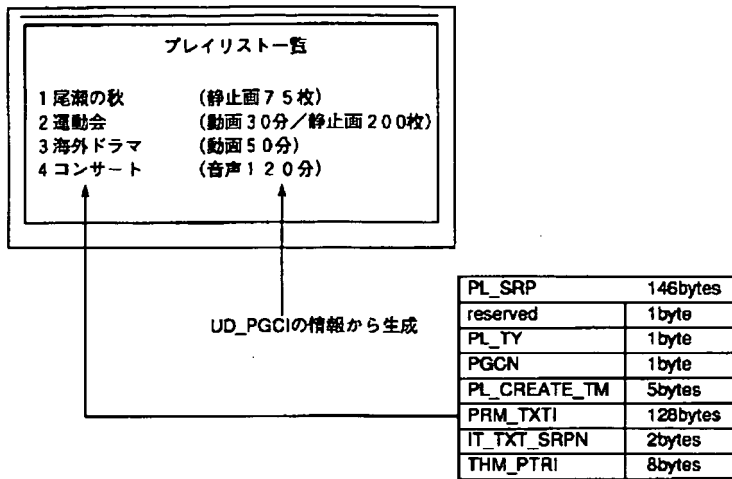 プレイリスト一覧
1 尾瀬の秋 (静止画75枚)
2 運動会 (動画30分/静止画200枚)
3 海外ドラマ (動画50分)
4 コンサート (音声120分)
UD_PGCIの情報から生成
PL_SRP 146bytes
reserved 1byte
PL_TY 1byte
PGCN 1byte
PL_CREATE_TM 5bytes
PRM_TXTI 128bytes
IT_TXT_SRPN 2bytes
THM_PTRI 8bytes